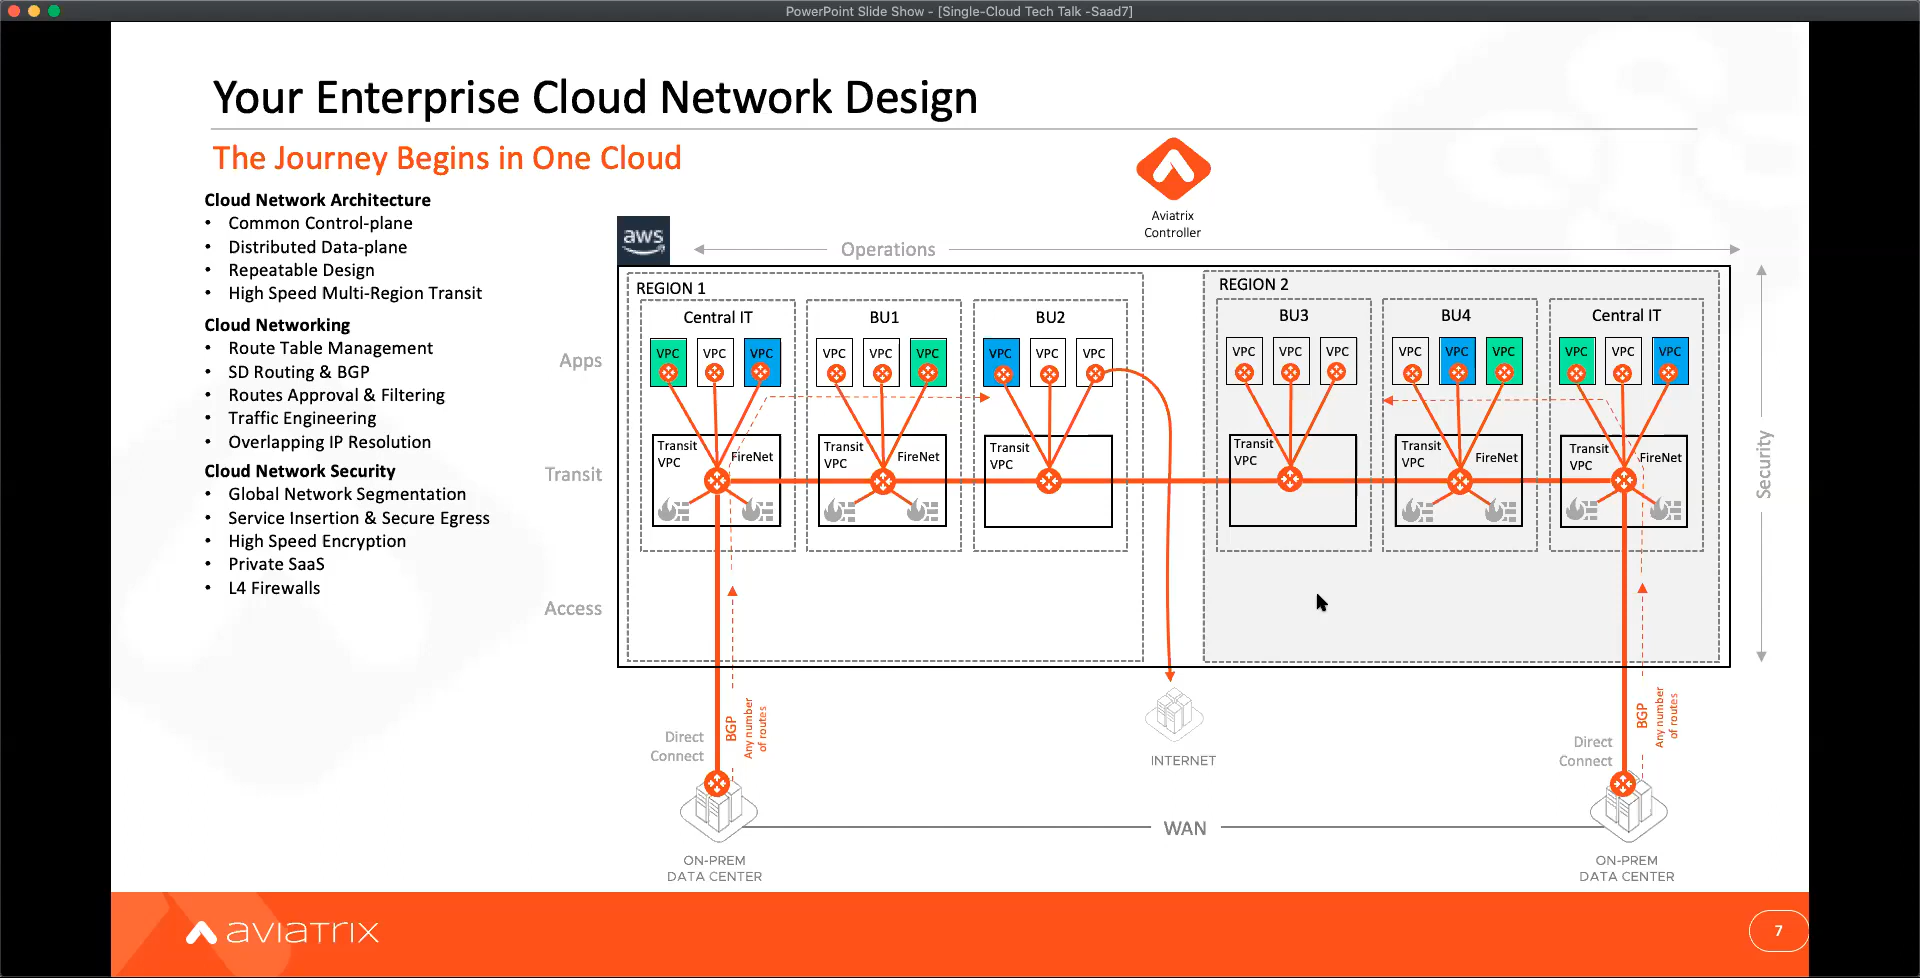 PowerPoint Slide Show - [Single-Cloud Tech Talk -Saad7]
Your Enterprise Cloud Network Design
The Journey Begins in One Cloud
Cloud Network Architecture
• Common Control-plane
• Distributed Data-plane
• Repeatable Design
• High Speed Multi-Region Transit
Cloud Networking
• Route Table Management
• SD Routing & BGP
• Routes Approval & Filtering
• Traffic Engineering
• Overlapping IP Resolution
Cloud Network Security
• Global Network Segmentation
• Service Insertion & Secure Egress
• High Speed Encryption
• Private SaaS
• L4 Firewalls
Aviatrix
Controller
aws
Operations
Security
Apps
Transit
Access
REGION 1
Central IT
VPC VPC VPC
Transit
VPC
FireNet
BU1
VPC VPC VPC
Transit
VPC
FireNet
BU2
VPC VPC VPC
Transit
VPC
REGION 2
BU3
VPC VPC VPC
Transit
VPC
BU4
VPC VPC VPC
Transit
VPC
FireNet
Central IT
VPC VPC VPC
Transit
VPC
FireNet
Direct
Connect
BGP
Any number
of routes
INTERNET
Direct
Connect
BGP
Any number
of routes
WAN
ON-PREM
DATA CENTER
ON-PREM
DATA CENTER
aviatrix
7